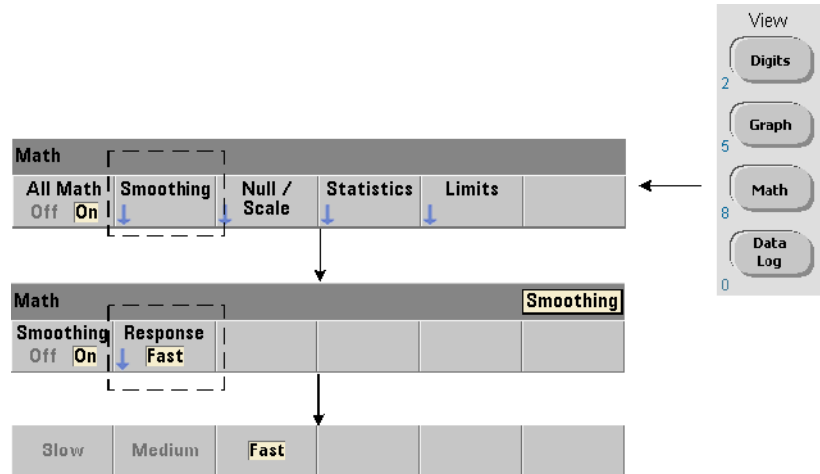 View
Digits
2
Graph
5
Math
8
Data
Log
0
Math
All Math Smoothing Null / Statistics Limits
Off On Scale
Math Smoothing
Smoothing Response
Off On Fast
Slow Medium Fast